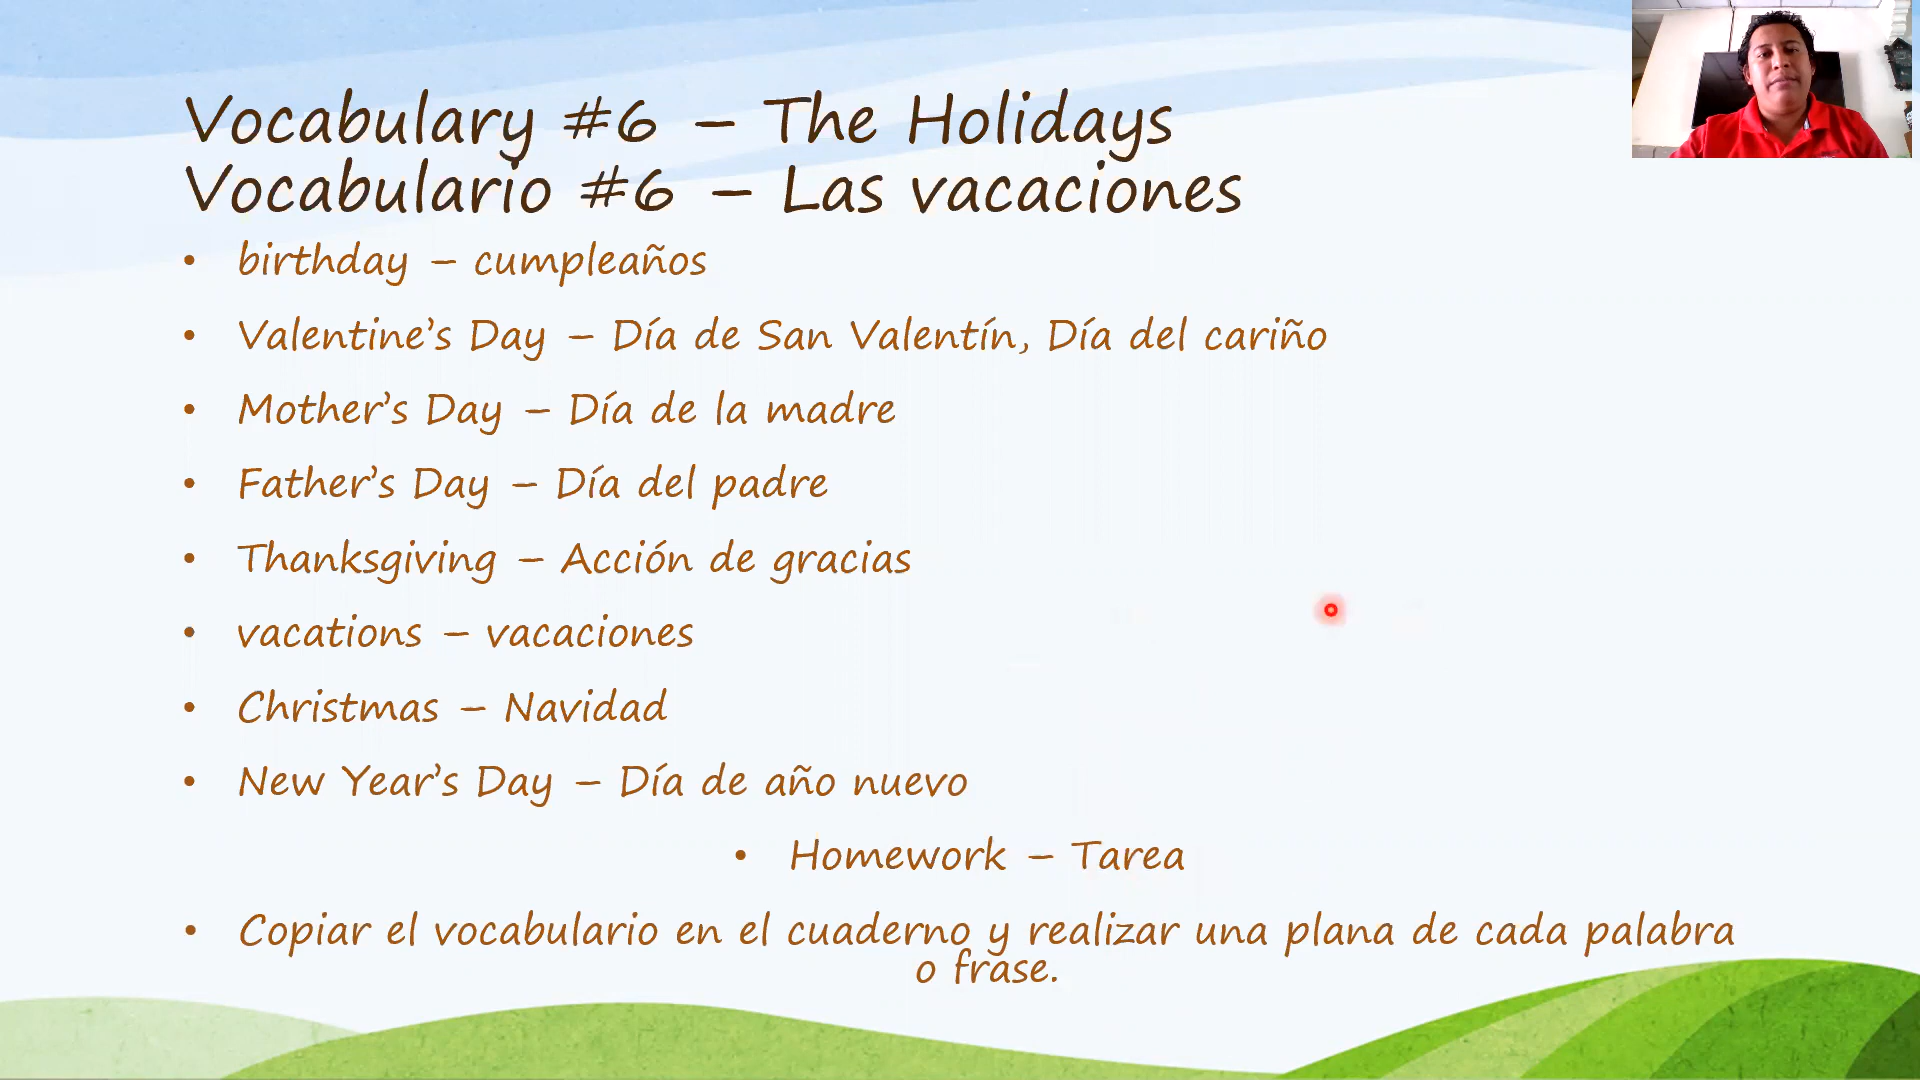 Vocabulary #6 – The Holidays
Vocabulario #6 – Las vacaciones
• birthday – cumpleaños
• Valentine’s Day – Día de San Valentín, Día del cariño
• Mother’s Day – Día de la madre
• Father’s Day – Día del padre
• Thanksgiving – Acción de gracias
• vacations – vacaciones
• Christmas – Navidad
• New Year’s Day – Día de año nuevo
• Homework – Tarea
• Copiar el vocabulario en el cuaderno y realizar una plana de cada palabra
o frase.